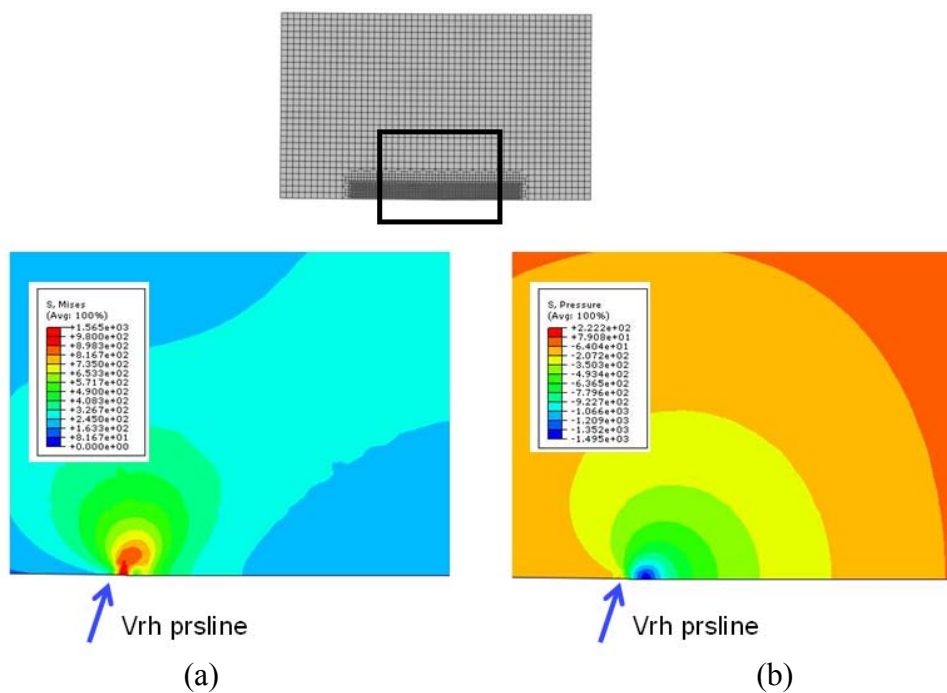 S, Mises
(Avg: 100%)
+1.565e+03
+9.800e+02
+8.983e+02
+8.167e+02
+7.350e+02
+6.533e+02
+5.717e+02
+4.900e+02
+4.083e+02
+3.267e+02
+2.450e+02
+1.633e+02
+8.167e+01
+0.000e+00
S, Pressure
(Avg: 100%)
+2.222e+02
+7.908e+01
-6.404e+01
-2.072e+02
-3.503e+02
-4.934e+02
-6.365e+02
-7.796e+02
-9.227e+02
-1.066e+03
-1.209e+03
-1.352e+03
-1.495e+03
Vrh prsline
Vrh prsline
(a)
(b)